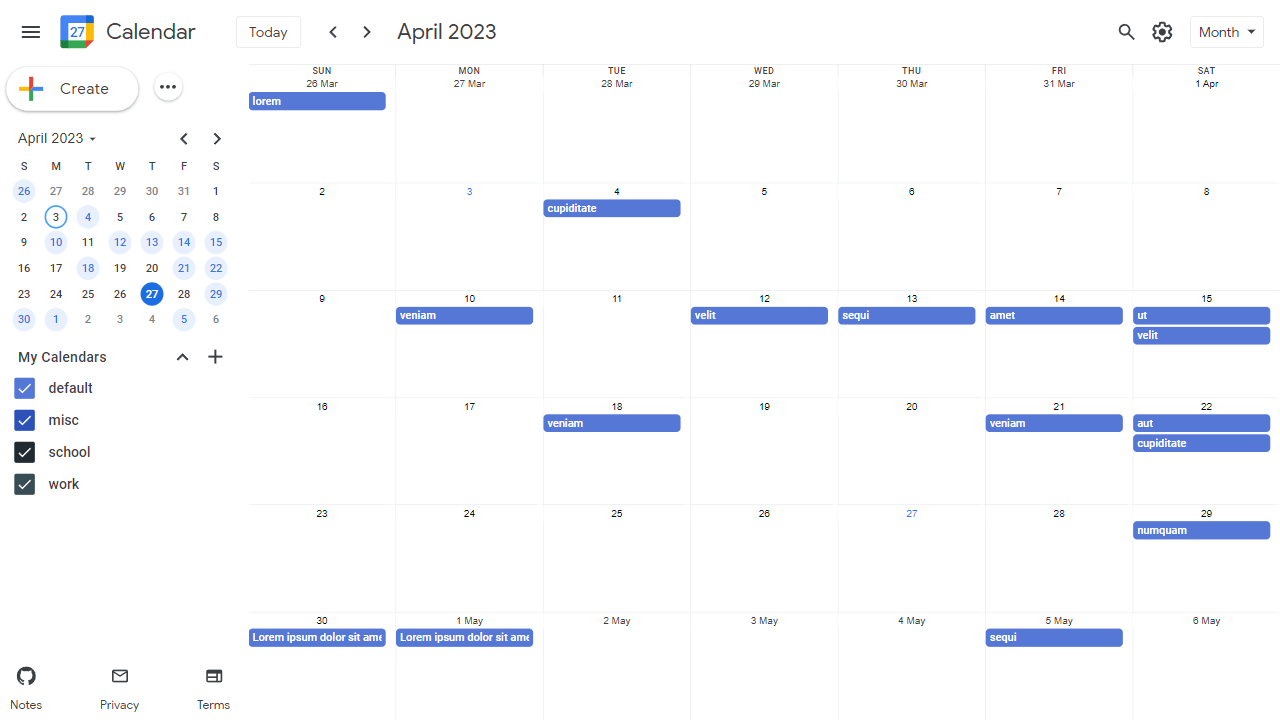 27 Calendar Today April 2023 Month
Create
April 2023
S M T W T F S
26 27 28 29 30 31 1
2 3 4 5 6 7 8
9 10 11 12 13 14 15
16 17 18 19 20 21 22
23 24 25 26 27 28 29
30 1 2 3 4 5 6
My Calendars
default
misc
school
work
Notes Privacy Terms
SUN MON TUE WED THU FRI SAT
26 Mar 27 Mar 28 Mar 29 Mar 30 Mar 31 Mar 1 Apr
lorem
2 3 4 5 6 7 8
cupiditate
9 10 11 12 13 14 15
veniam velit sequi amet ut
velit
16 17 18 19 20 21 22
veniam veniam aut
cupiditate
23 24 25 26 27 28 29
numquam
30 1 May 2 May 3 May 4 May 5 May 6 May
Lorem ipsum dolor sit ame Lorem ipsum dolor sit ame sequi